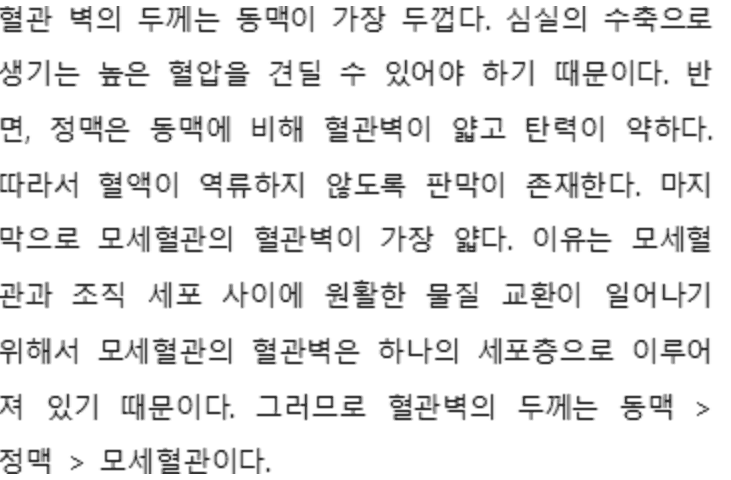 혈관 벽의 두께는 동맥이 가장 두껍다. 심실의 수축으로
생기는 높은 혈압을 견딜 수 있어야 하기 때문이다. 반
면, 정맥은 동맥에 비해 혈관벽이 얇고 탄력이 약하다.
따라서 혈액이 역류하지 않도록 판막이 존재한다. 마지
막으로 모세혈관의 혈관벽이 가장 얇다. 이유는 모세혈
관과 조직 세포 사이에 원활한 물질 교환이 일어나기
위해서 모세혈관의 혈관벽은 하나의 세포층으로 이루어
져 있기 때문이다. 그러므로 혈관벽의 두께는 동맥 >
정맥 > 모세혈관이다.